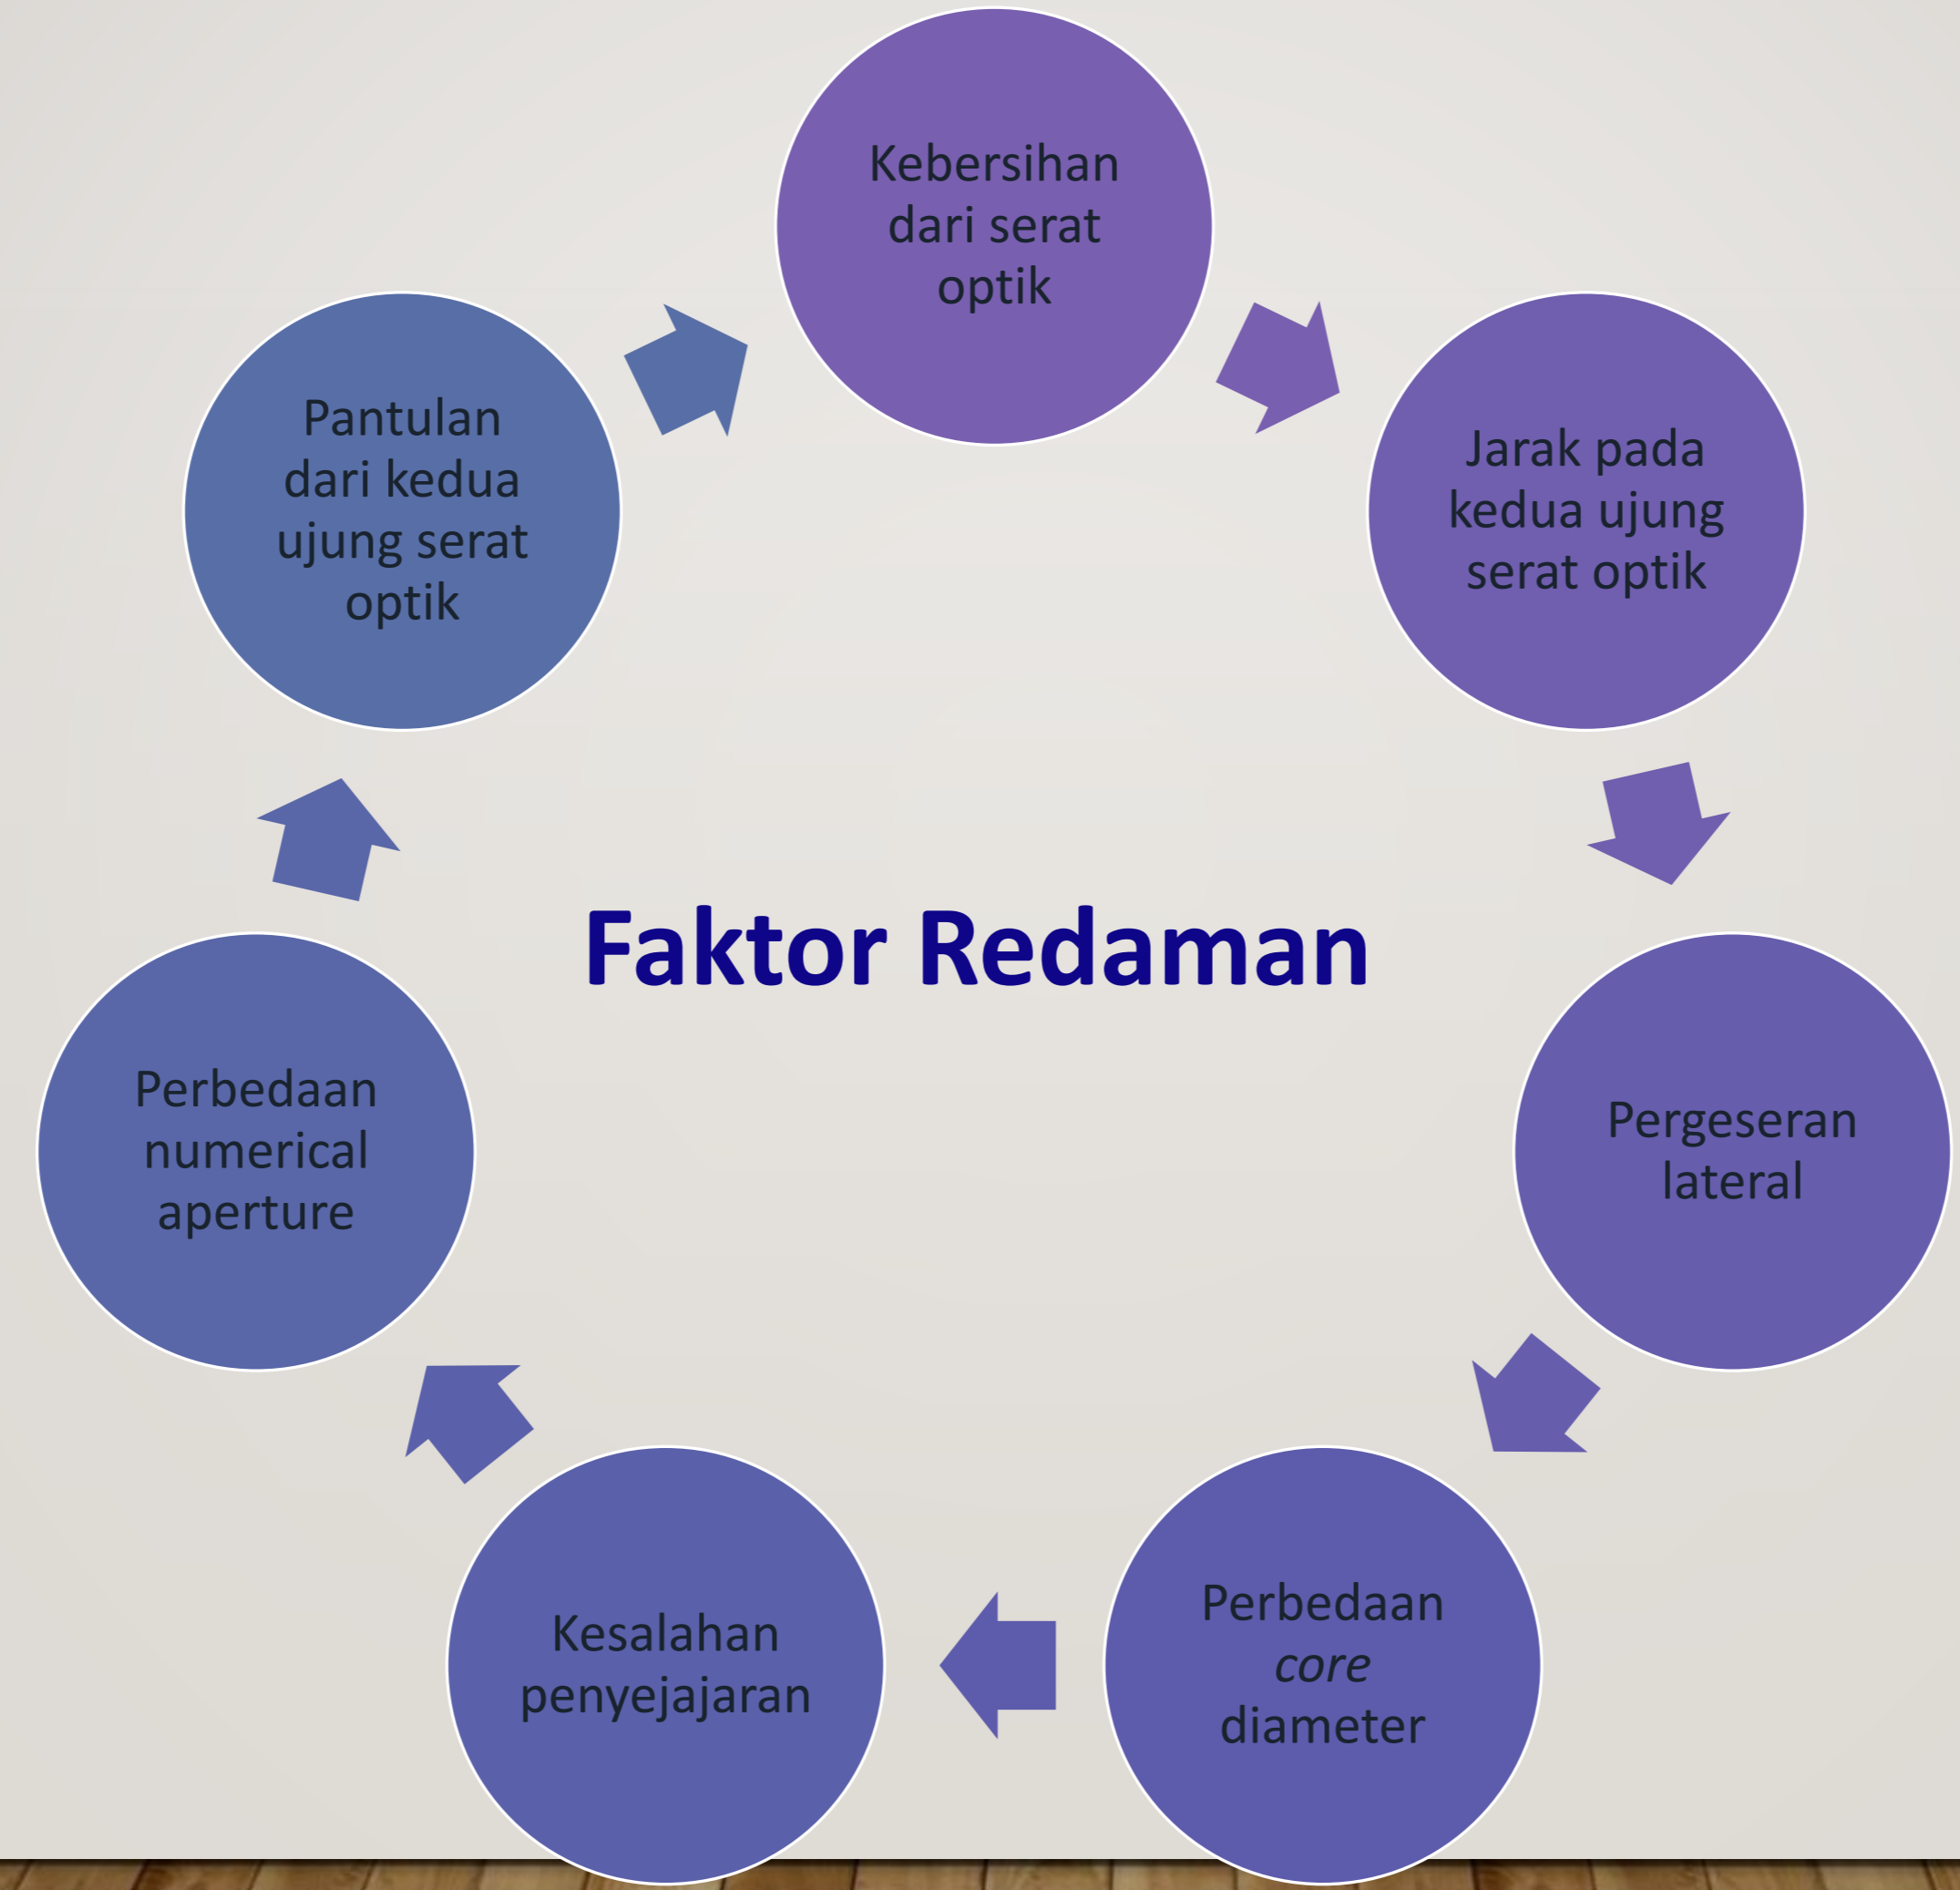 Kebersihan
dari serat
optik
Jarak pada
kedua ujung
serat optik
Pergeseran
lateral
Perbedaan
core
diameter
Kesalahan
penyejajaran
Perbedaan
numerical
aperture
Pantulan
dari kedua
ujung serat
optik
Faktor Redaman